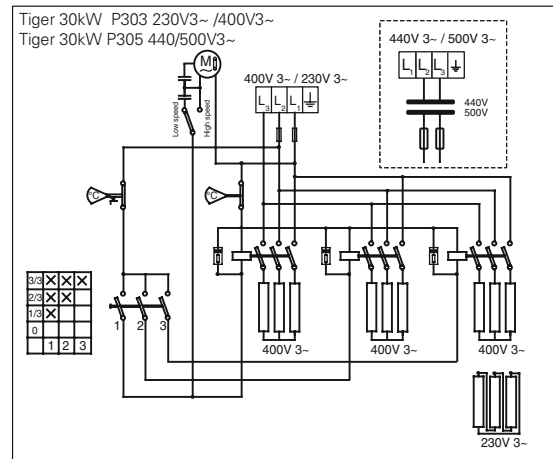 Tiger 30kW P303 230V3~ /400V3~
Tiger 30kW P305 440/500V3~
M
Low speed
High speed
400V 3~ / 230V 3~
L3 L2 L1
440V 3~ / 500V 3~
L1 L2 L3
440V
500V
°C
°C
3/3 X X X
2/3 X X
1/3 X
0
1 2 3
1 2 3
400V 3~
400V 3~
400V 3~
230V 3~